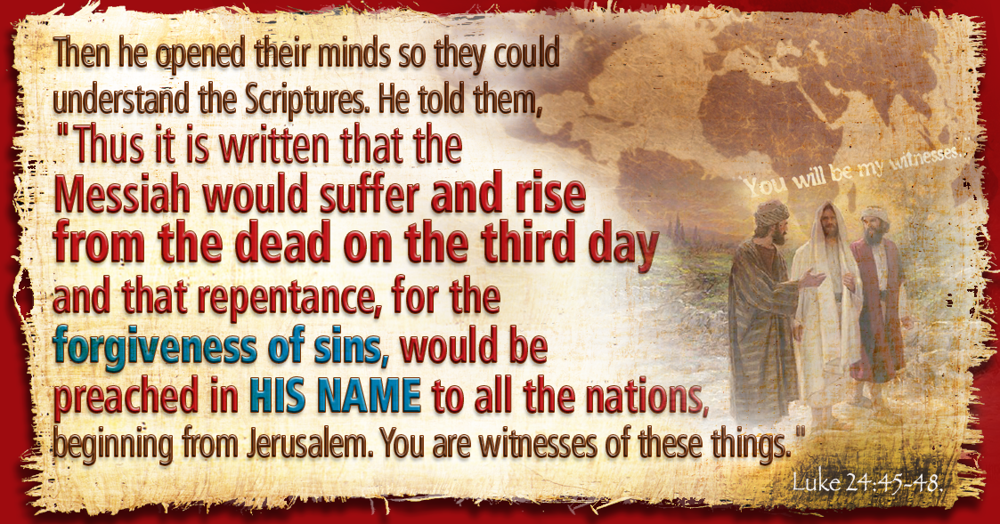 Then he opened their minds so they could
understand the Scriptures. He told them,
"Thus it is written that the
Messiah would suffer and rise
from the dead on the third day
and that repentance, for the
forgiveness of sins, would be
preached in HIS NAME to all the nations,
beginning from Jerusalem. You are witnesses of these things."
"You will be my witnesses..."
Luke 24:45-48.